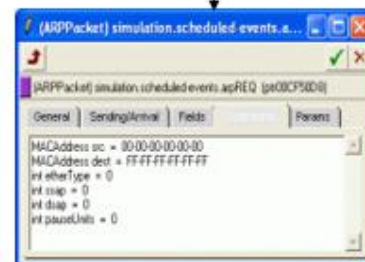 (ARPPacket) simulation.scheduled-events.a...
(ARPPacket) simulation.scheduled-events.arpREQ (ptr00CF50D8)
General Sending/Arrival Fields Params
MACAddress src = 00-00-00-00-00-00
MACAddress dest = FF-FF-FF-FF-FF-FF
int etherType = 0
int ssap = 0
int dsap = 0
int pauseUnits = 0